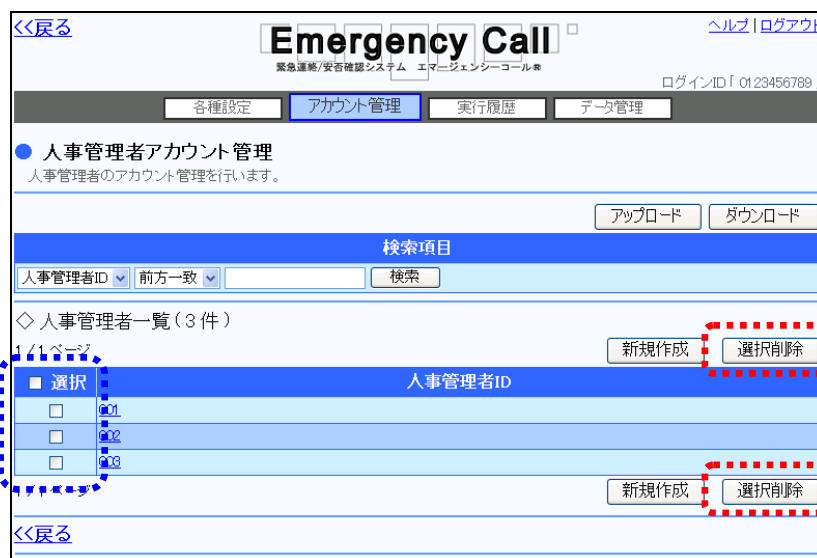 <<戻る
ヘルプ | ログアウト
Emergency Call
緊急連絡/安否確認システム エマージェンシーコール®
ログインID「 0123456789
各種設定 アカウント管理 実行履歴 データ管理
● 人事管理者アカウント管理
人事管理者のアカウント管理を行います。
アップロード ダウンロード
検索項目
人事管理者ID 前方一致 検索
◇ 人事管理者一覧(3件)
1/1ページ
新規作成 選択削除
選択 人事管理者ID
001
002
003
1/1ページ
新規作成 選択削除
<<戻る